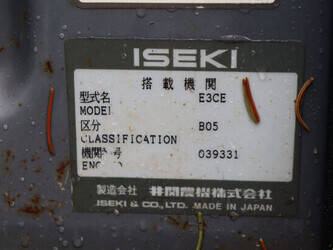 ISEKI
搭載機関
型式名 E3CE
MODEL
区分 B05
CLASSIFICATION
機関番号 039331
製造会社 井関農機株式会社
ISEKI & CO., LTD. MADE IN JAPAN